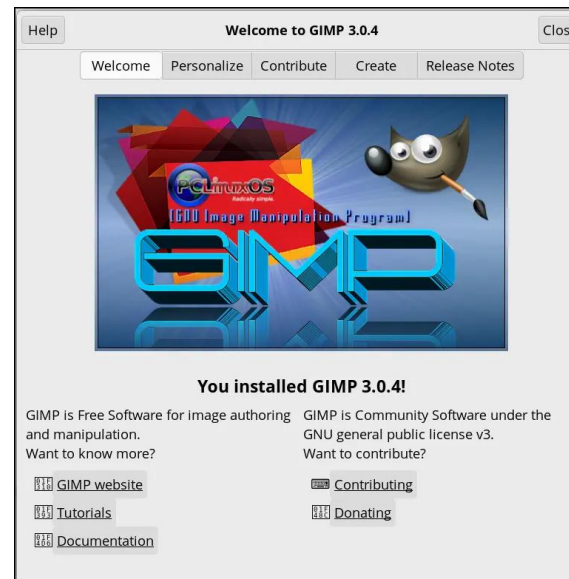 Help
Welcome to GIMP 3.0.4
Clos
Welcome
Personalize
Contribute
Create
Release Notes
PCLinuxOS
Radically simple.
[GNU Image Manipulation Program]
GIMP
You installed GIMP 3.0.4!
GIMP is Free Software for image authoring
and manipulation.
Want to know more?
GIMP website
Tutorials
Documentation
GIMP is Community Software under the
GNU general public license v3.
Want to contribute?
Contributing
Donating